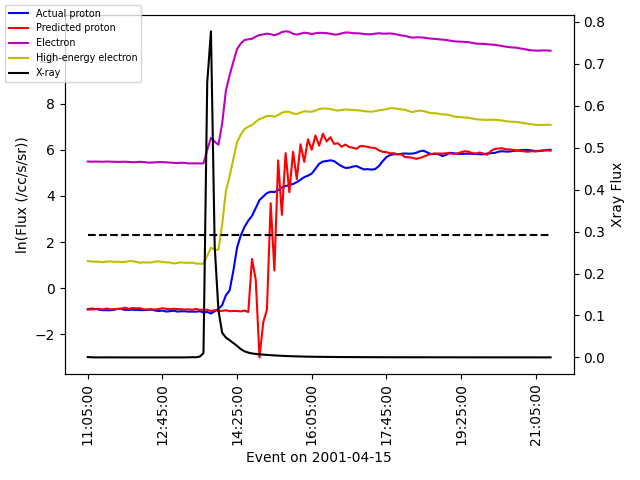 Actual proton
Predicted proton
Electron
High-energy electron
X-ray
8
6
4
2
0
−2
ln(Flux (/cc/s/sr))
0.8
0.7
0.6
0.5
0.4
0.3
0.2
0.1
0.0
Xray Flux
11:05:00
12:45:00
14:25:00
16:05:00
17:45:00
19:25:00
21:05:00
Event on 2001-04-15